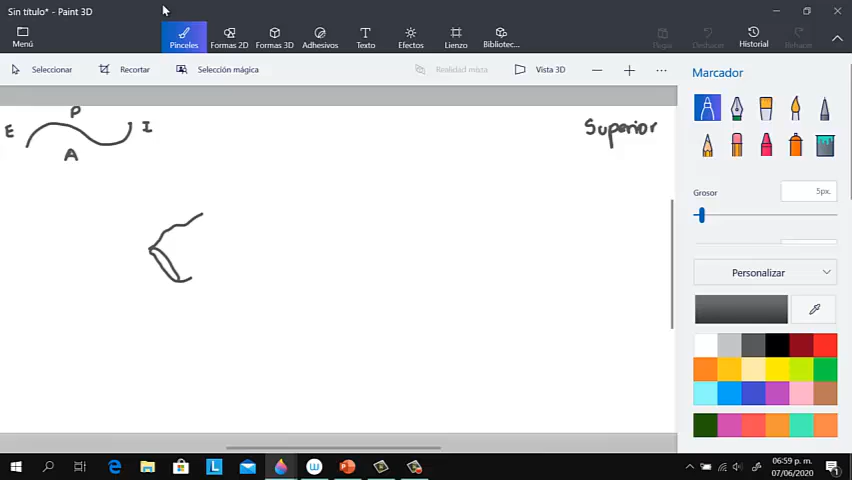 Sin título* - Paint 3D
Menú
Pinceles
Formas 2D
Formas 3D
Adhesivos
Texto
Efectos
Lienzo
Bibliotec...
Pega
Deshacer
Historial
Rehacer
Seleccionar
Recortar
Selección mágica
Realidad mixta
Vista 3D
Marcador
P
E
I
A
Superior
Grosor
5px.
Personalizar
06:59 p. m.
07/06/2020